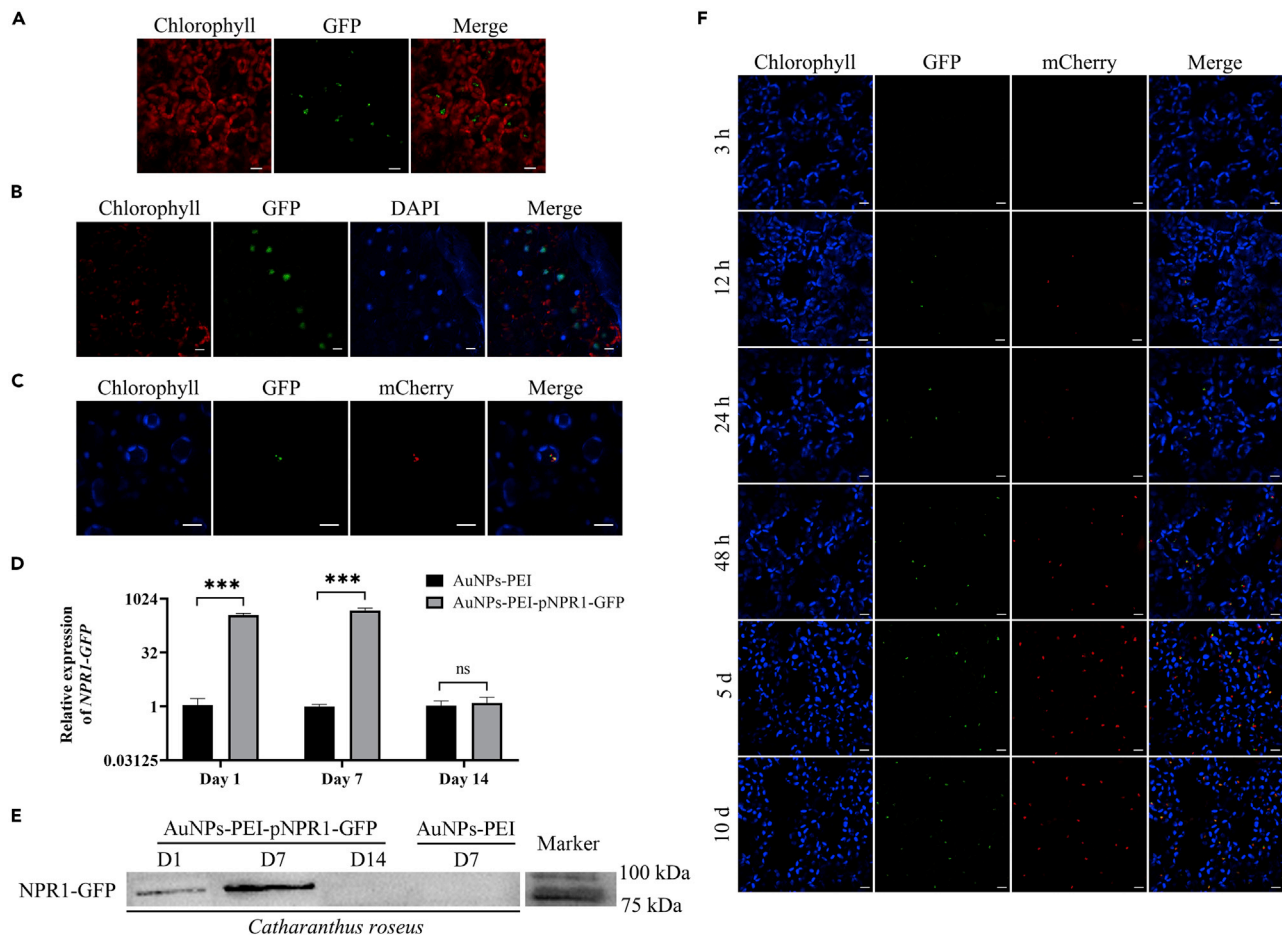 A
Chlorophyll GFP Merge
B
Chlorophyll GFP DAPI Merge
C
Chlorophyll GFP mCherry Merge
D
Relative expression
of NPR1-GFP
1024
32
1
0.03125
*** *** ns
AuNPs-PEI
AuNPs-PEI-pNPR1-GFP
Day 1 Day 7 Day 14
E
AuNPs-PEI-pNPR1-GFP AuNPs-PEI Marker
D1 D7 D14 D7
NPR1-GFP
100 kDa
75 kDa
Catharanthus roseus
F
Chlorophyll GFP mCherry Merge
3 h
12 h
24 h
48 h
5 d
10 d